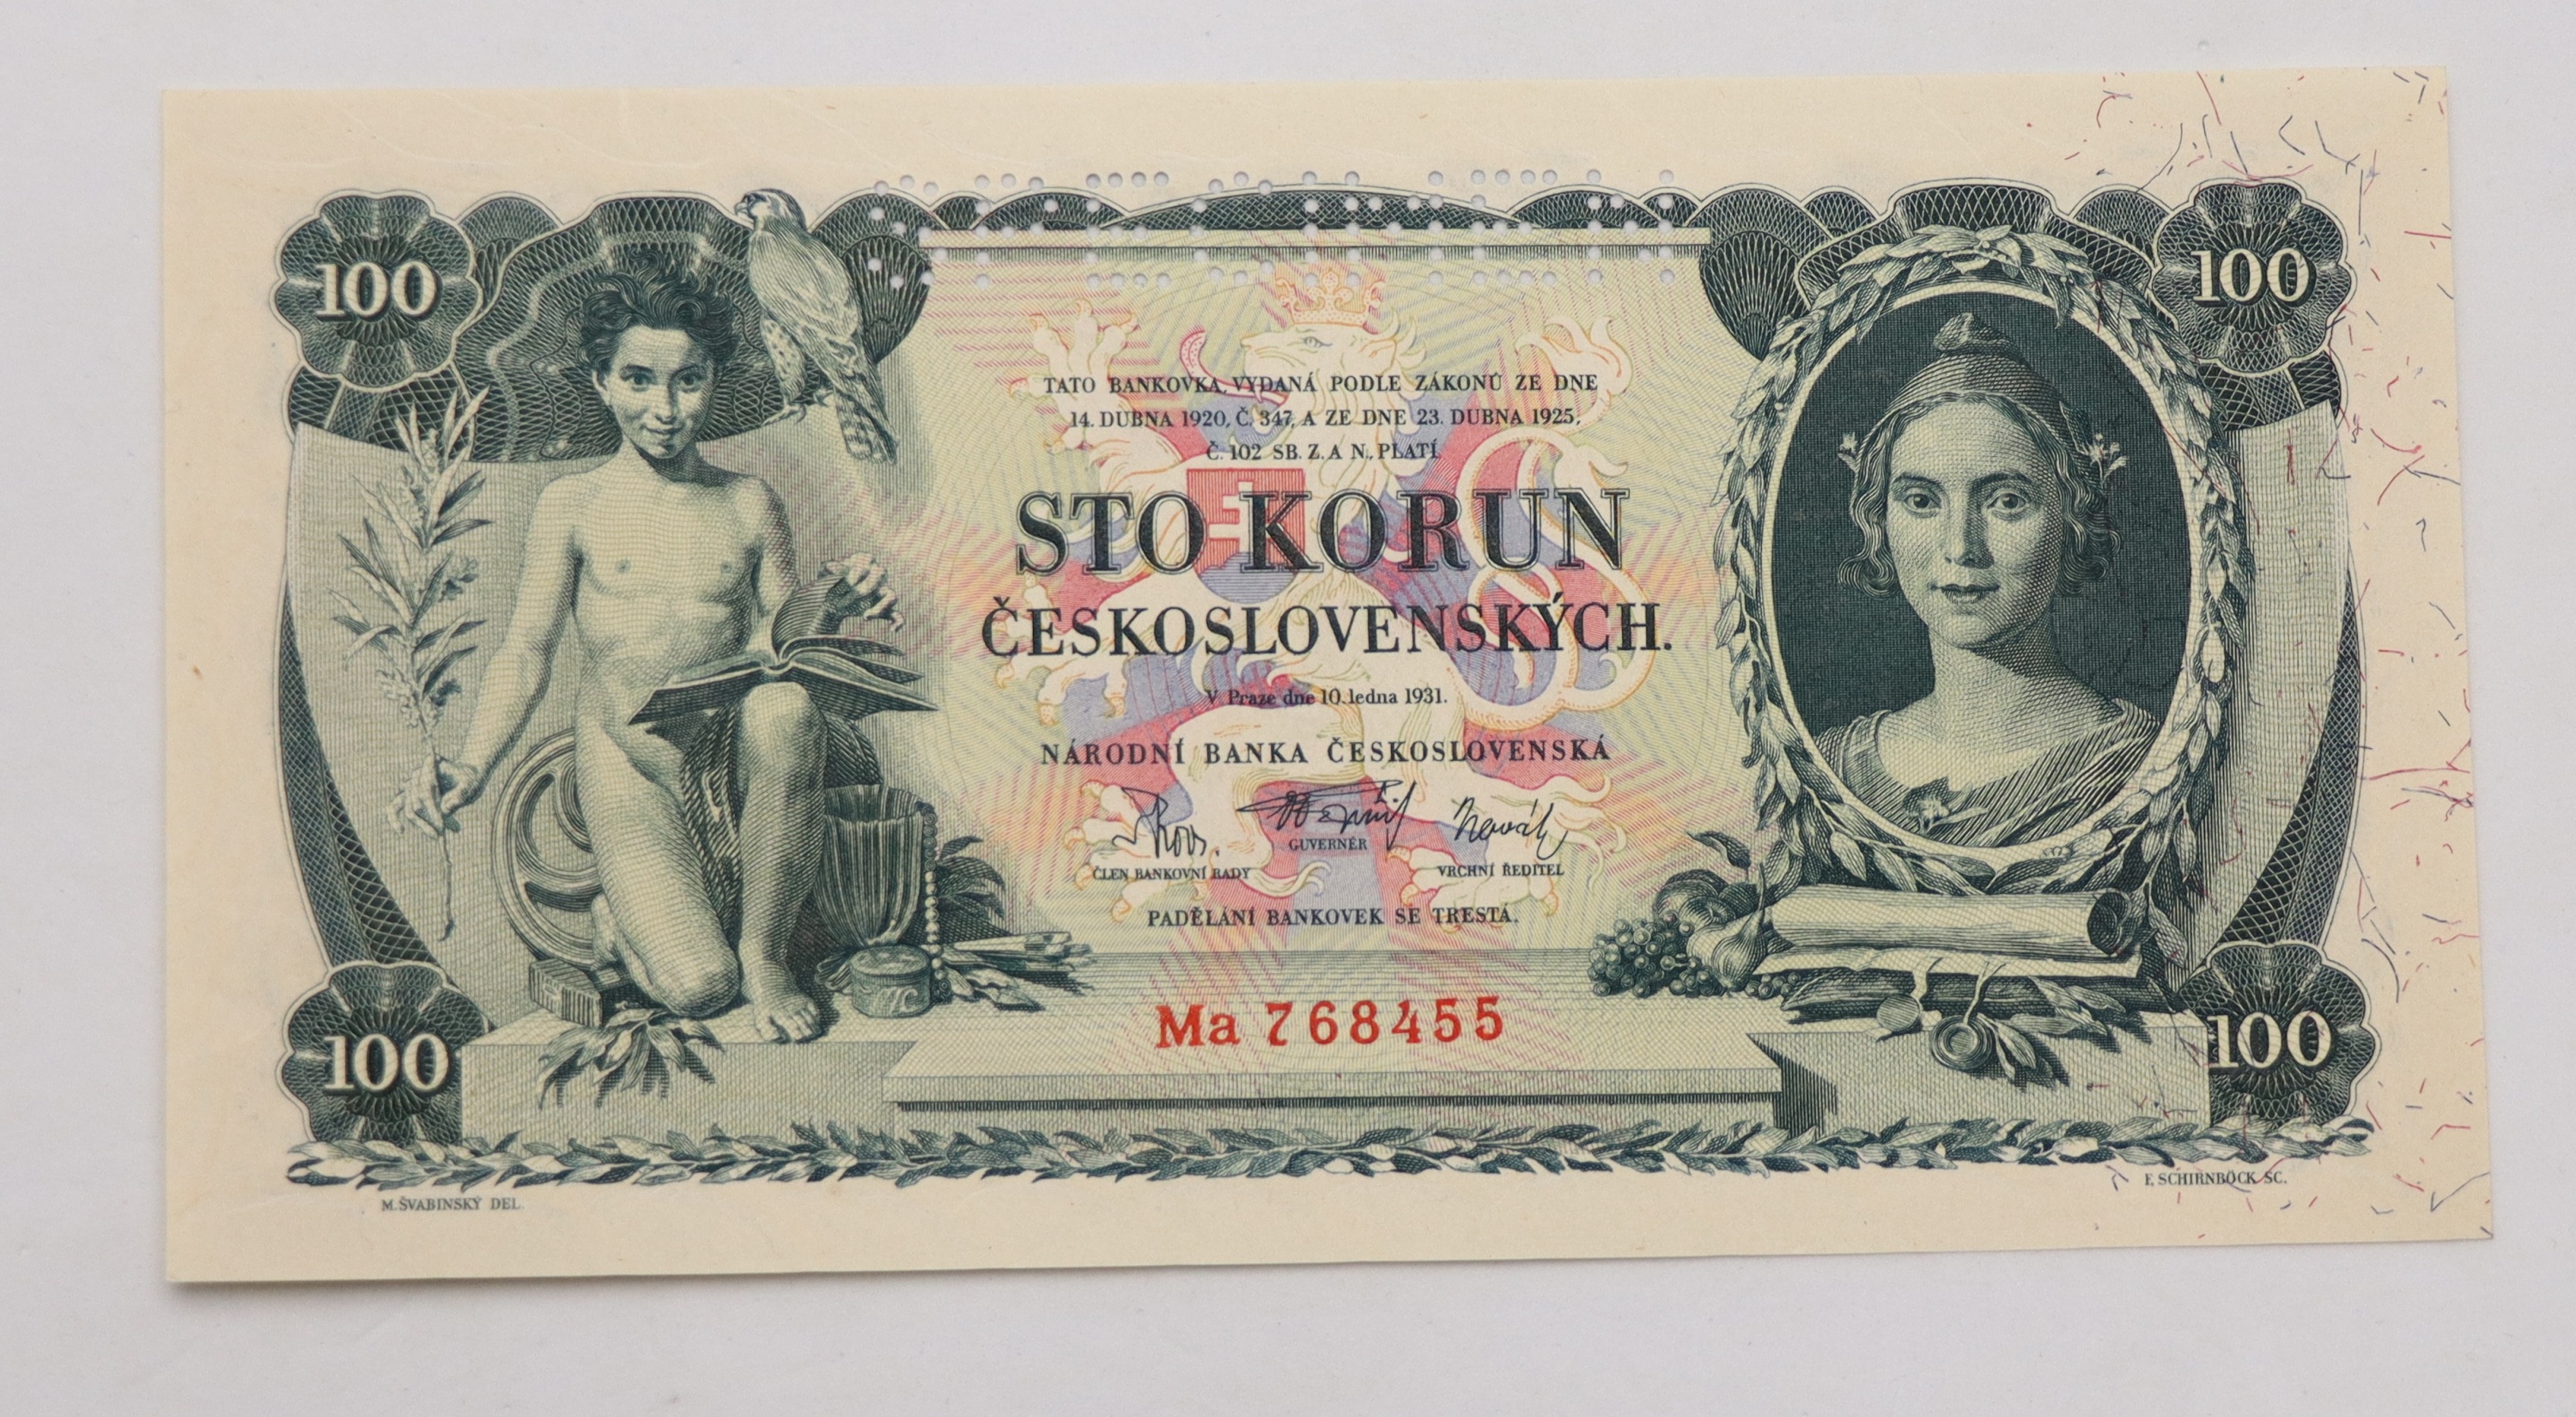 SPECIMEN
100
100
TATO BANKOVKA, VYDANÁ PODLE ZÁKONŮ ZE DNE
14. DUBNA 1920, Č. 347, A ZE DNE 23. DUBNA 1925,
Č. 102 SB. Z. A N., PLATÍ
STO KORUN
ČESKOSLOVENSKÝCH.
V Praze dne 10. ledna 1931.
NÁRODNÍ BANKA ČESKOSLOVENSKÁ
Novák
GUVERNÉR
ČLEN BANKOVNÍ RADY
VRCHNÍ ŘEDITEL
PADĚLÁNÍ BANKOVEK SE TRESTÁ.
Ma 768455
100
100
M. ŠVABINSKÝ DEL.
F. SCHIRNBÖCK SC.